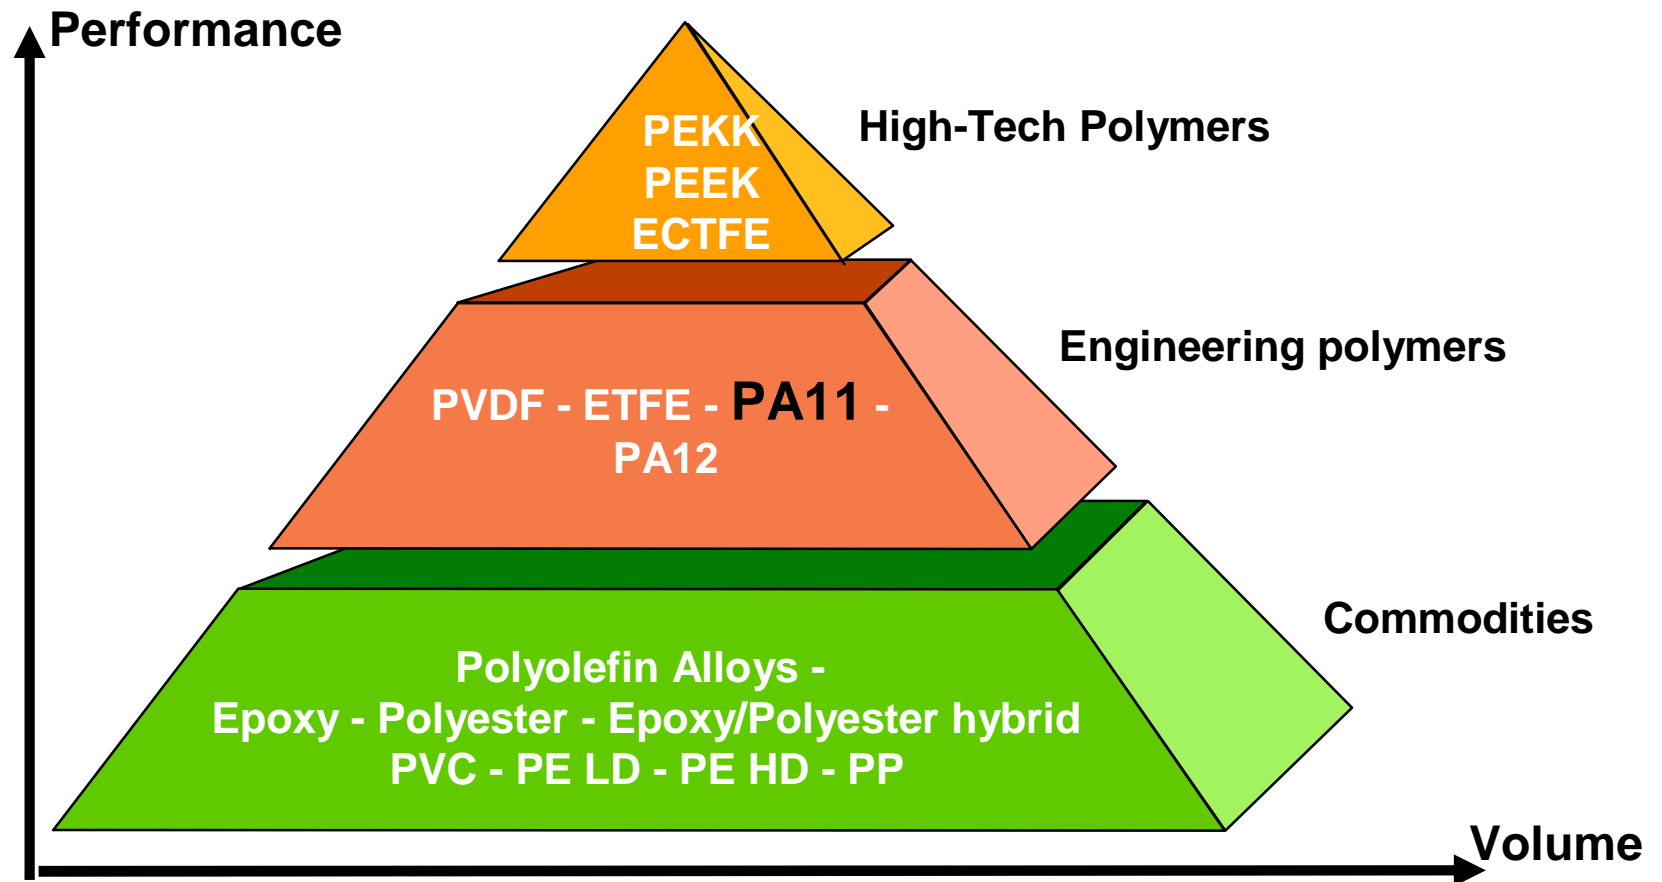 Performance
PEKK
PEEK
ECTFE
High-Tech Polymers
PVDF - ETFE - PA11 -
PA12
Engineering polymers
Polyolefin Alloys -
Epoxy - Polyester - Epoxy/Polyester hybrid
PVC - PE LD - PE HD - PP
Commodities
Volume